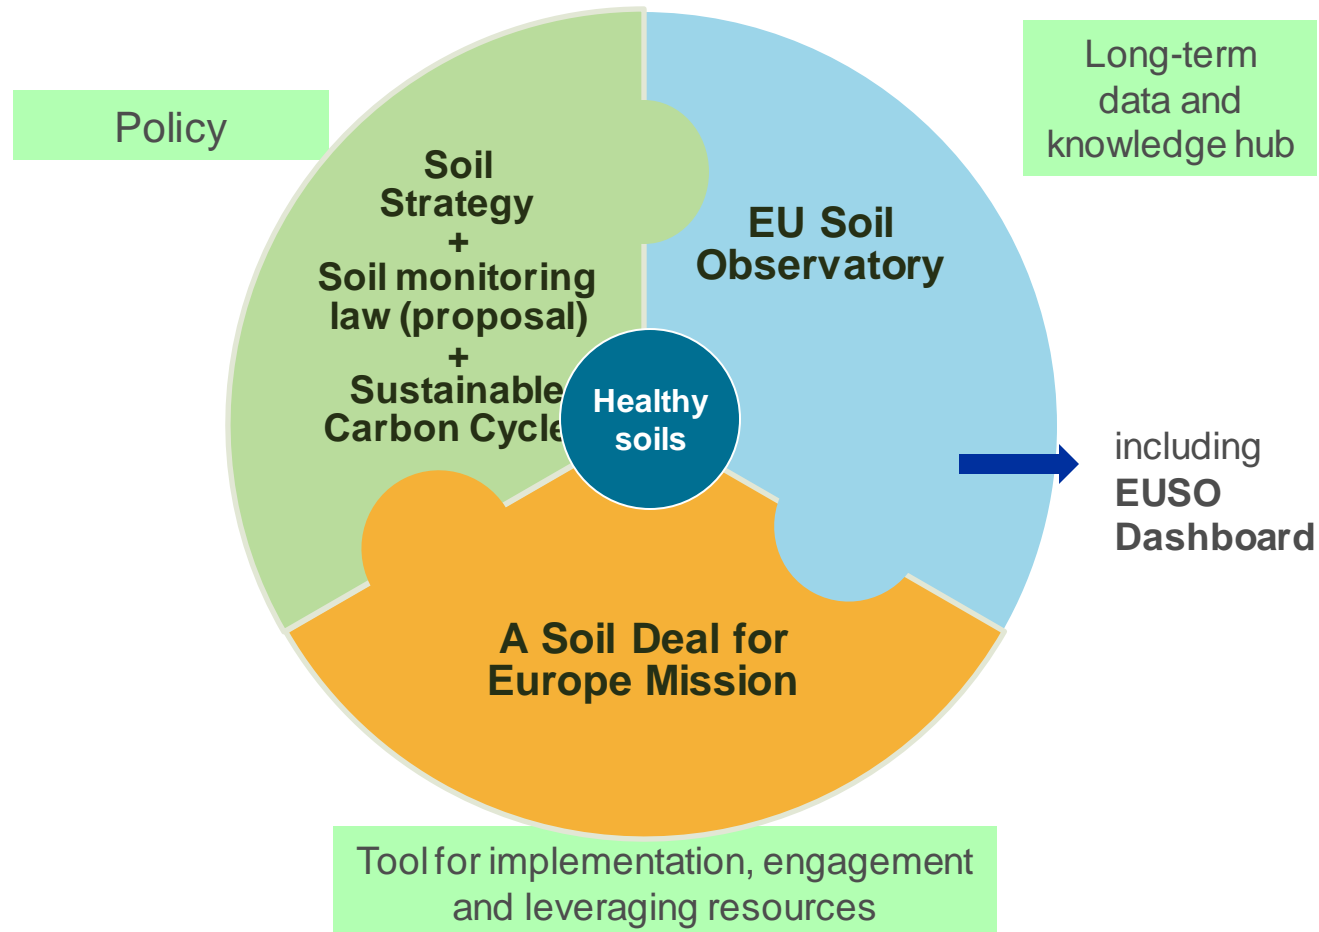 Policy
Soil
Strategy
+
Soil monitoring
law (proposal)
+
Sustainable
Carbon Cycle
EU Soil
Observatory
Long-term
data and
knowledge hub
Healthy
soils
including
EUSO
Dashboard
A Soil Deal for
Europe Mission
Tool for implementation, engagement
and leveraging resources